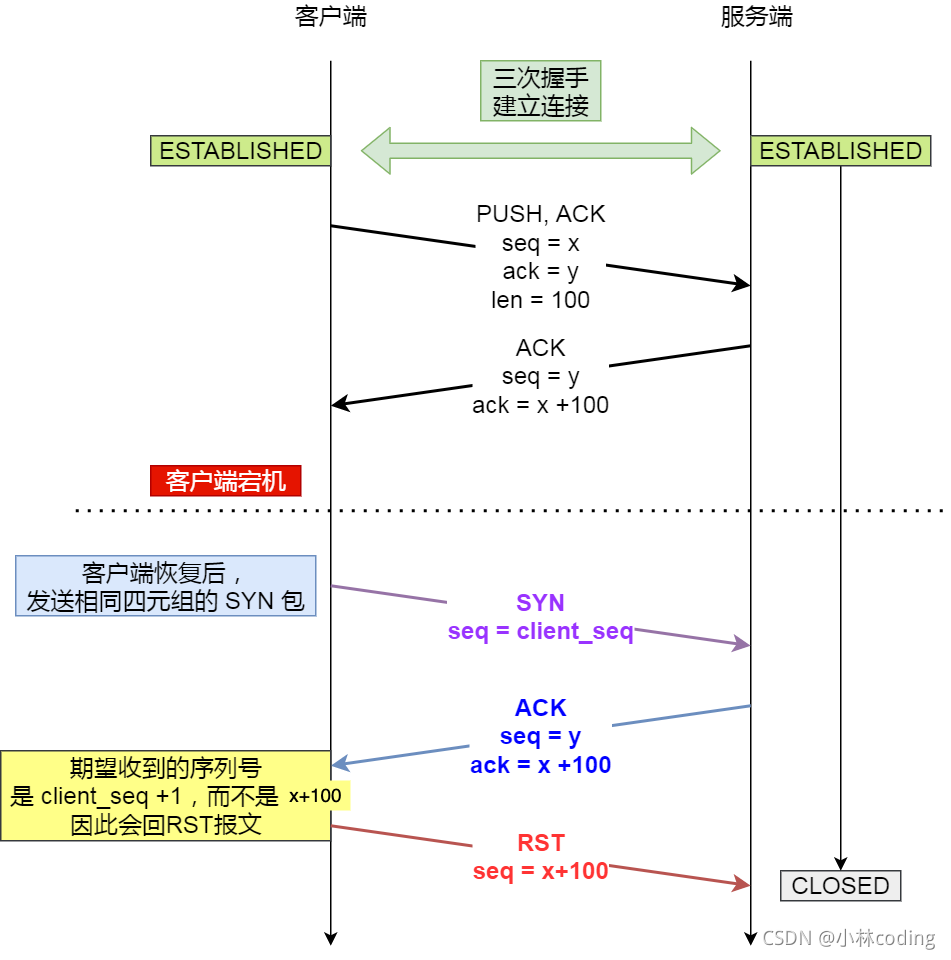 客户端
服务端
三次握手
建立连接
ESTABLISHED
ESTABLISHED
PUSH, ACK
seq = x
ack = y
len = 100
ACK
seq = y
ack = x +100
客户端宕机
客户端恢复后，
发送相同四元组的 SYN 包
SYN
seq = client_seq
ACK
seq = y
ack = x +100
期望收到的序列号
是 client_seq +1，而不是 x+100
因此会回RST报文
RST
seq = x+100
CLOSED
CSDN @小林coding